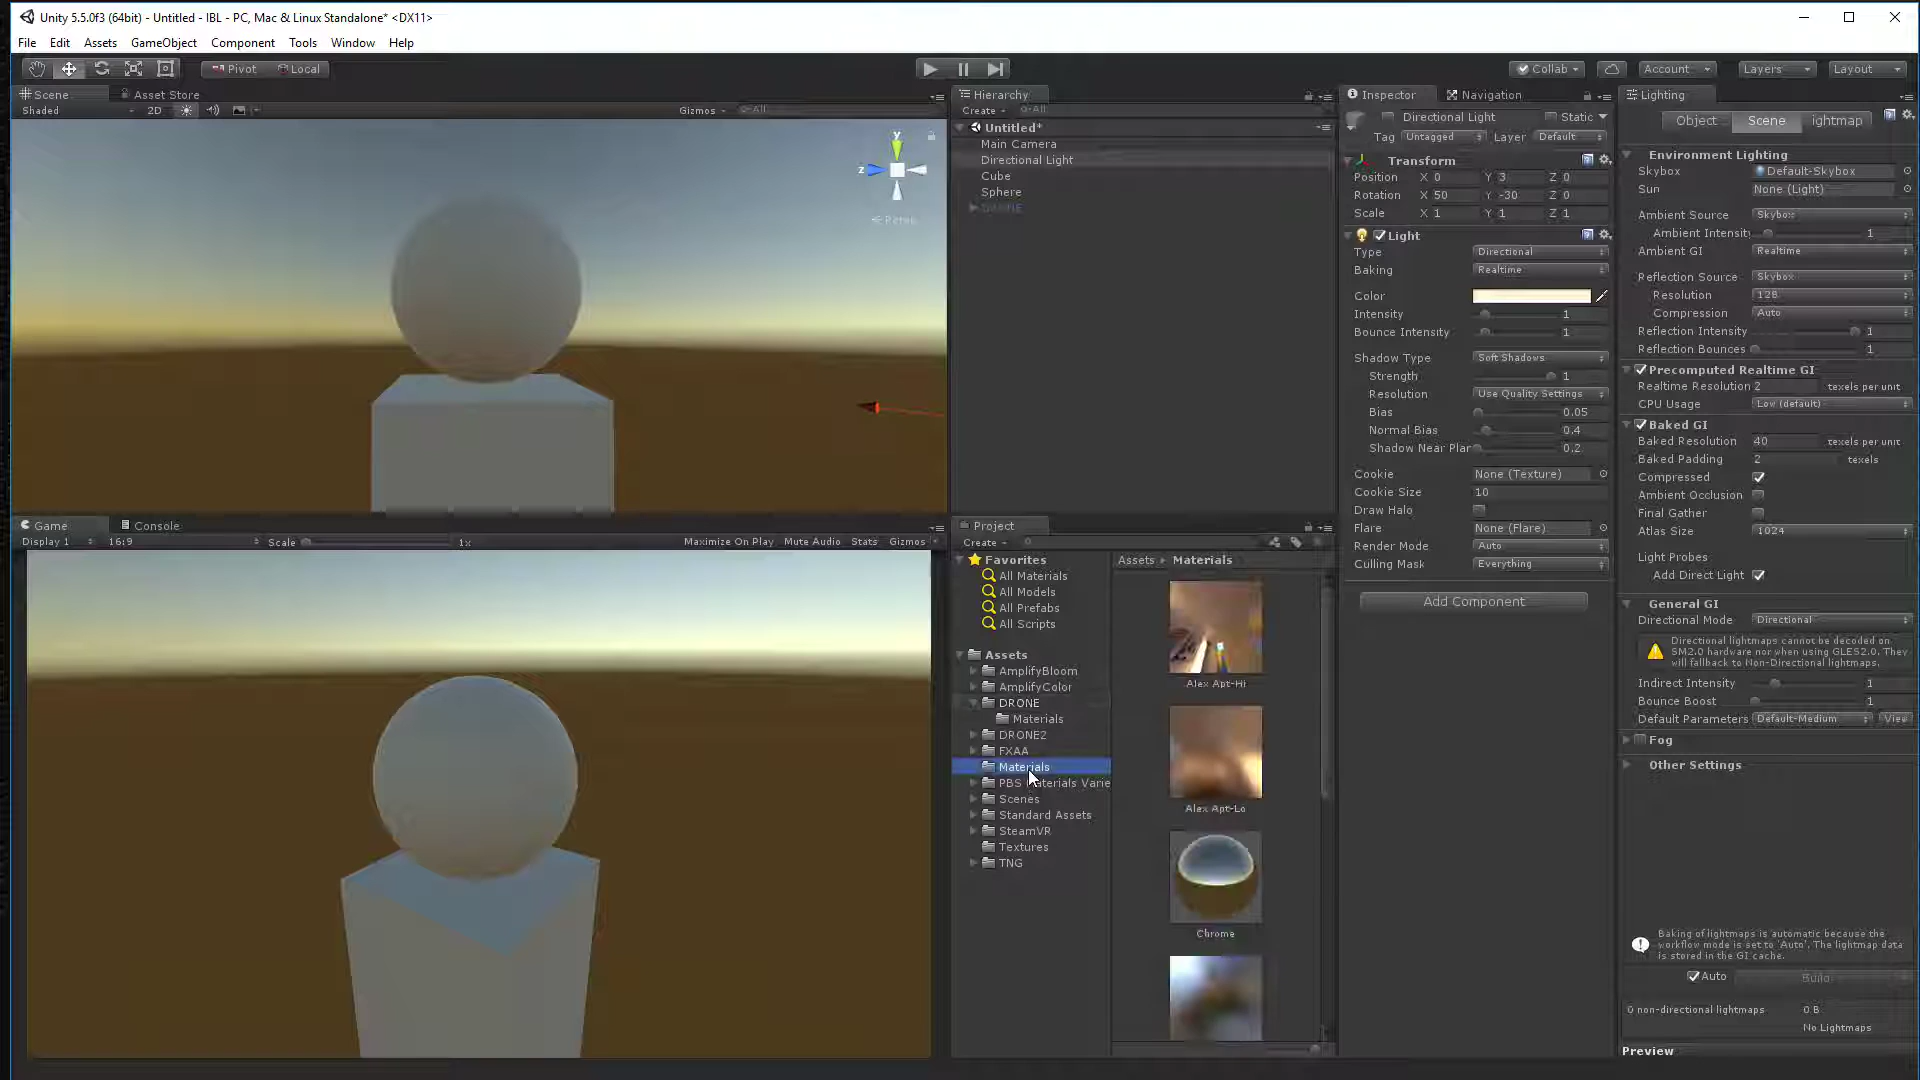 Unity 5.5.0f3 (64bit) - Untitled - IBL - PC, Mac & Linux Standalone* <DX11>
File Edit Assets GameObject Component Tools Window Help
Pivot Local
Collab Account Layers Layout
Scene Asset Store
Shaded 2D Gizmos All
y
z
Persp
Game Console
Display 1 16:9 Scale 1x Maximize On Play Mute Audio Stats Gizmos
Hierarchy
Create All
Untitled*
Main Camera
Directional Light
Cube
Sphere
DRONE
Project
Create
Favorites
All Materials
All Models
All Prefabs
All Scripts
Assets
AmplifyBloom
AmplifyColor
DRONE
Materials
DRONE2
FXAA
Materials
PBS Materials Varie
Scenes
Standard Assets
SteamVR
Textures
TNG
Assets Materials
Alex Apt-Hi
Alex Apt-Lo
Chrome
Inspector Navigation
Directional Light Static
Tag Untagged Layer Default
Transform
Position X 0 Y 3 Z 0
Rotation X 50 Y -30 Z 0
Scale X 1 Y 1 Z 1
Light
Type Directional
Baking Realtime
Color
Intensity 1
Bounce Intensity 1
Shadow Type Soft Shadows
Strength 1
Resolution Use Quality Settings
Bias 0.05
Normal Bias 0.4
Shadow Near Plan 0.2
Cookie None (Texture)
Cookie Size 10
Draw Halo
Flare None (Flare)
Render Mode Auto
Culling Mask Everything
Add Component
Lighting
Object Scene ightmap
Environment Lighting
Skybox Default-Skybox
Sun None (Light)
Ambient Source Skybox
Ambient Intensit 1
Ambient GI Realtime
Reflection Source Skybox
Resolution 128
Compression Auto
Reflection Intensity 1
Reflection Bounces 1
Precomputed Realtime GI
Realtime Resolution 2 texels per unit
CPU Usage Low (default)
Baked GI
Baked Resolution 40 texels per unit
Baked Padding 2 texels
Compressed
Ambient Occlusion
Final Gather
Atlas Size 1024
Light Probes
Add Direct Light
General GI
Directional Mode Directional
Directional lightmaps cannot be decoded on
SM2.0 hardware nor when using GLES2.0. They
will fallback to Non-Directional lightmaps.
Indirect Intensity 1
Bounce Boost 1
Default Parameters Default-Medium View
Fog
Other Settings
Baking of lightmaps is automatic because the
workflow mode is set to 'Auto'. The lightmap data
is stored in the GI cache.
Auto Build
0 non-directional lightmaps 0 B
No Lightmaps
Preview